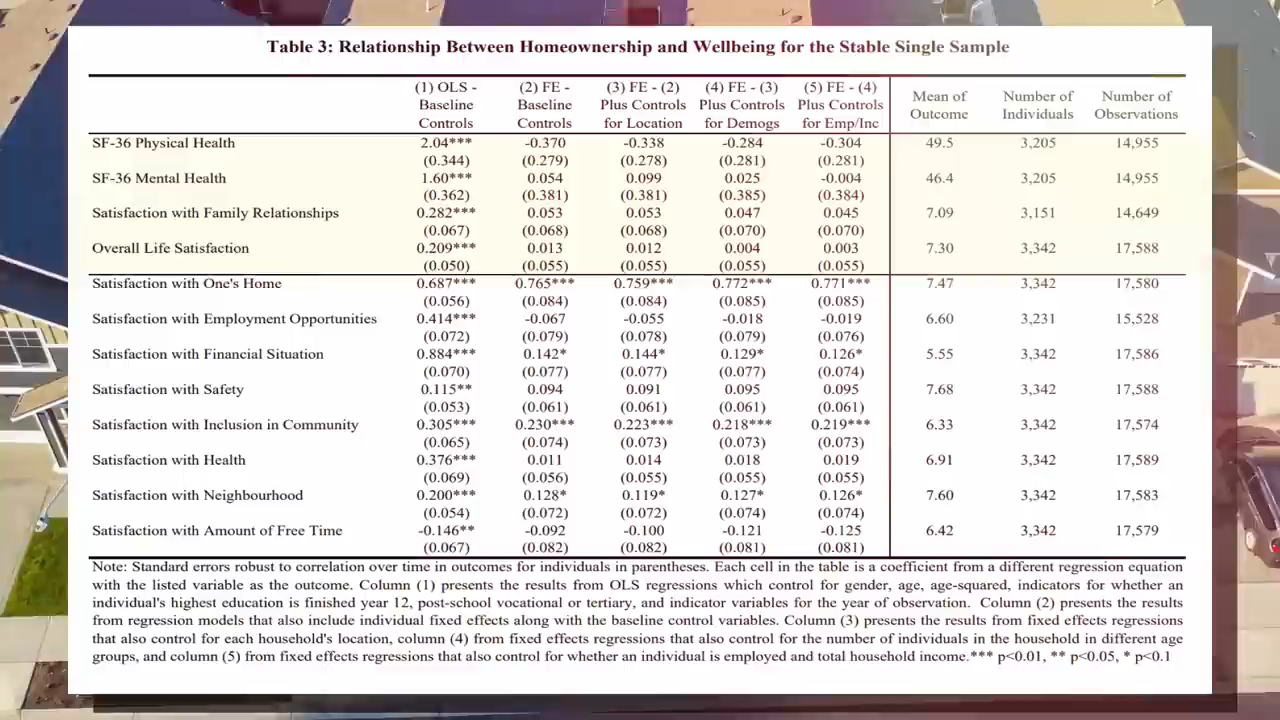 Table 3: Relationship Between Homeownership and Wellbeing for the Stable Single Sample
(1) OLS - Baseline Controls (2) FE - Baseline Controls (3) FE - (2) Plus Controls for Location (4) FE - (3) Plus Controls for Demogs (5) FE - (4) Plus Controls for Emp/Inc Mean of Outcome Number of Individuals Number of Observations
SF-36 Physical Health 2.04*** -0.370 -0.338 -0.284 -0.304 49.5 3,205 14,955
(0.344) (0.279) (0.278) (0.281) (0.281)
SF-36 Mental Health 1.60*** 0.054 0.099 0.025 -0.004 46.4 3,205 14,955
(0.362) (0.381) (0.381) (0.385) (0.384)
Satisfaction with Family Relationships 0.282*** 0.053 0.053 0.047 0.045 7.09 3,151 14,649
(0.067) (0.068) (0.068) (0.070) (0.070)
Overall Life Satisfaction 0.209*** 0.013 0.012 0.004 0.003 7.30 3,342 17,588
(0.050) (0.055) (0.055) (0.055) (0.055)
Satisfaction with One's Home 0.687*** 0.765*** 0.759*** 0.772*** 0.771*** 7.47 3,342 17,580
(0.056) (0.084) (0.084) (0.085) (0.085)
Satisfaction with Employment Opportunities 0.414*** -0.067 -0.055 -0.018 -0.019 6.60 3,231 15,528
(0.072) (0.079) (0.078) (0.079) (0.076)
Satisfaction with Financial Situation 0.884*** 0.142* 0.144* 0.129* 0.126* 5.55 3,342 17,586
(0.070) (0.077) (0.077) (0.077) (0.074)
Satisfaction with Safety 0.115** 0.094 0.091 0.095 0.095 7.68 3,342 17,588
(0.053) (0.061) (0.061) (0.061) (0.061)
Satisfaction with Inclusion in Community 0.305*** 0.230*** 0.223*** 0.218*** 0.219*** 6.33 3,342 17,574
(0.065) (0.074) (0.073) (0.073) (0.073)
Satisfaction with Health 0.376*** 0.011 0.014 0.018 0.019 6.91 3,342 17,589
(0.069) (0.056) (0.055) (0.055) (0.055)
Satisfaction with Neighbourhood 0.200*** 0.128* 0.119* 0.127* 0.126* 7.60 3,342 17,583
(0.054) (0.072) (0.072) (0.074) (0.074)
Satisfaction with Amount of Free Time -0.146** -0.092 -0.100 -0.121 -0.125 6.42 3,342 17,579
(0.067) (0.082) (0.082) (0.081) (0.081)
Note: Standard errors robust to correlation over time in outcomes for individuals in parentheses. Each cell in the table is a coefficient from a different regression equation
with the listed variable as the outcome. Column (1) presents the results from OLS regressions which control for gender, age, age-squared, indicators for whether an
individual's highest education is finished year 12, post-school vocational or tertiary, and indicator variables for the year of observation. Column (2) presents the results
from regression models that also include individual fixed effects along with the baseline control variables. Column (3) presents the results from fixed effects regressions
that also control for each household's location, column (4) from fixed effects regressions that also control for the number of individuals in the household in different age
groups, and column (5) from fixed effects regressions that also control for whether an individual is employed and total household income.*** p<0.01, ** p<0.05, * p<0.1